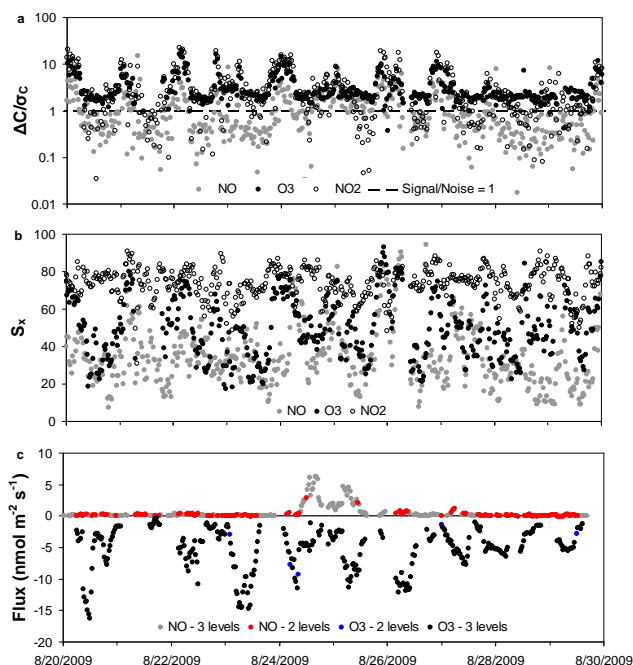 a
100
10
1
0.1
0.01
ΔC/σC
NO O3 NO2 Signal/Noise = 1
b
100
80
60
40
20
0
Sx
NO O3 NO2
c
10
5
0
-5
-10
-15
-20
Flux (nmol m-2 s-1)
NO - 3 levels NO - 2 levels O3 - 2 levels O3 - 3 levels
8/20/2009 8/22/2009 8/24/2009 8/26/2009 8/28/2009 8/30/2009